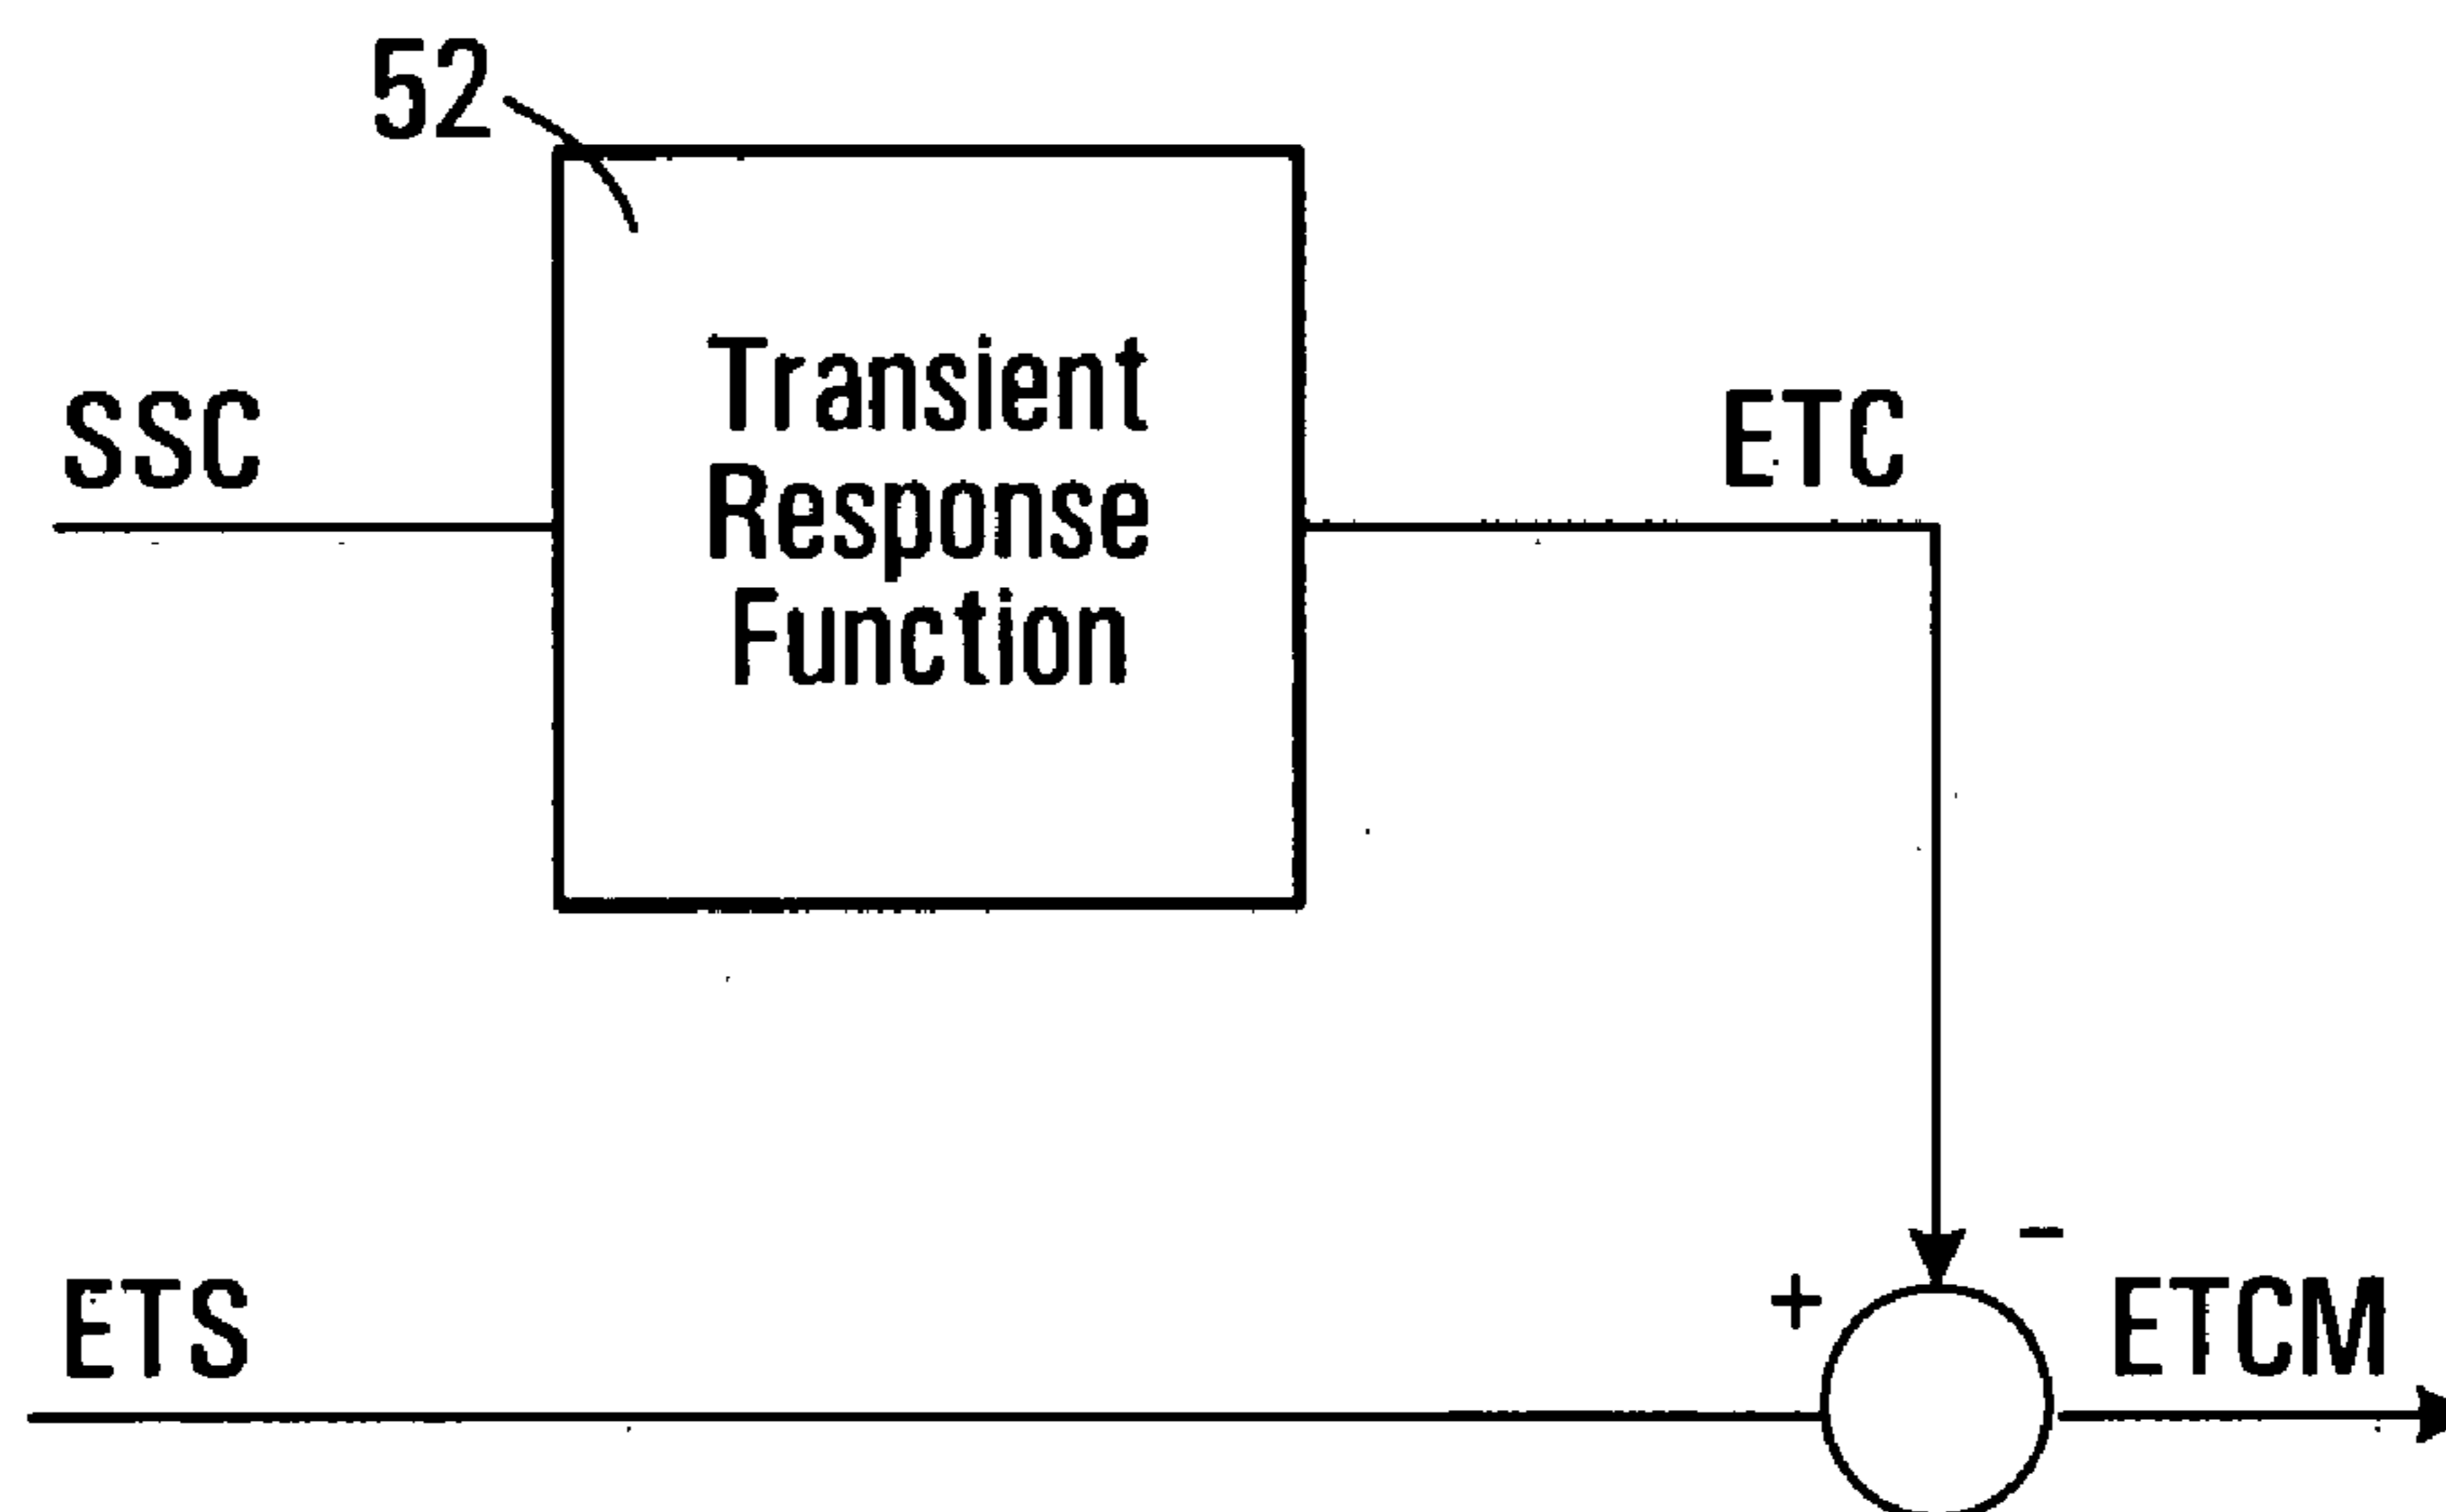 52
SSC
Transient
Response
Function
ETC
ETS
+
−
ETCM